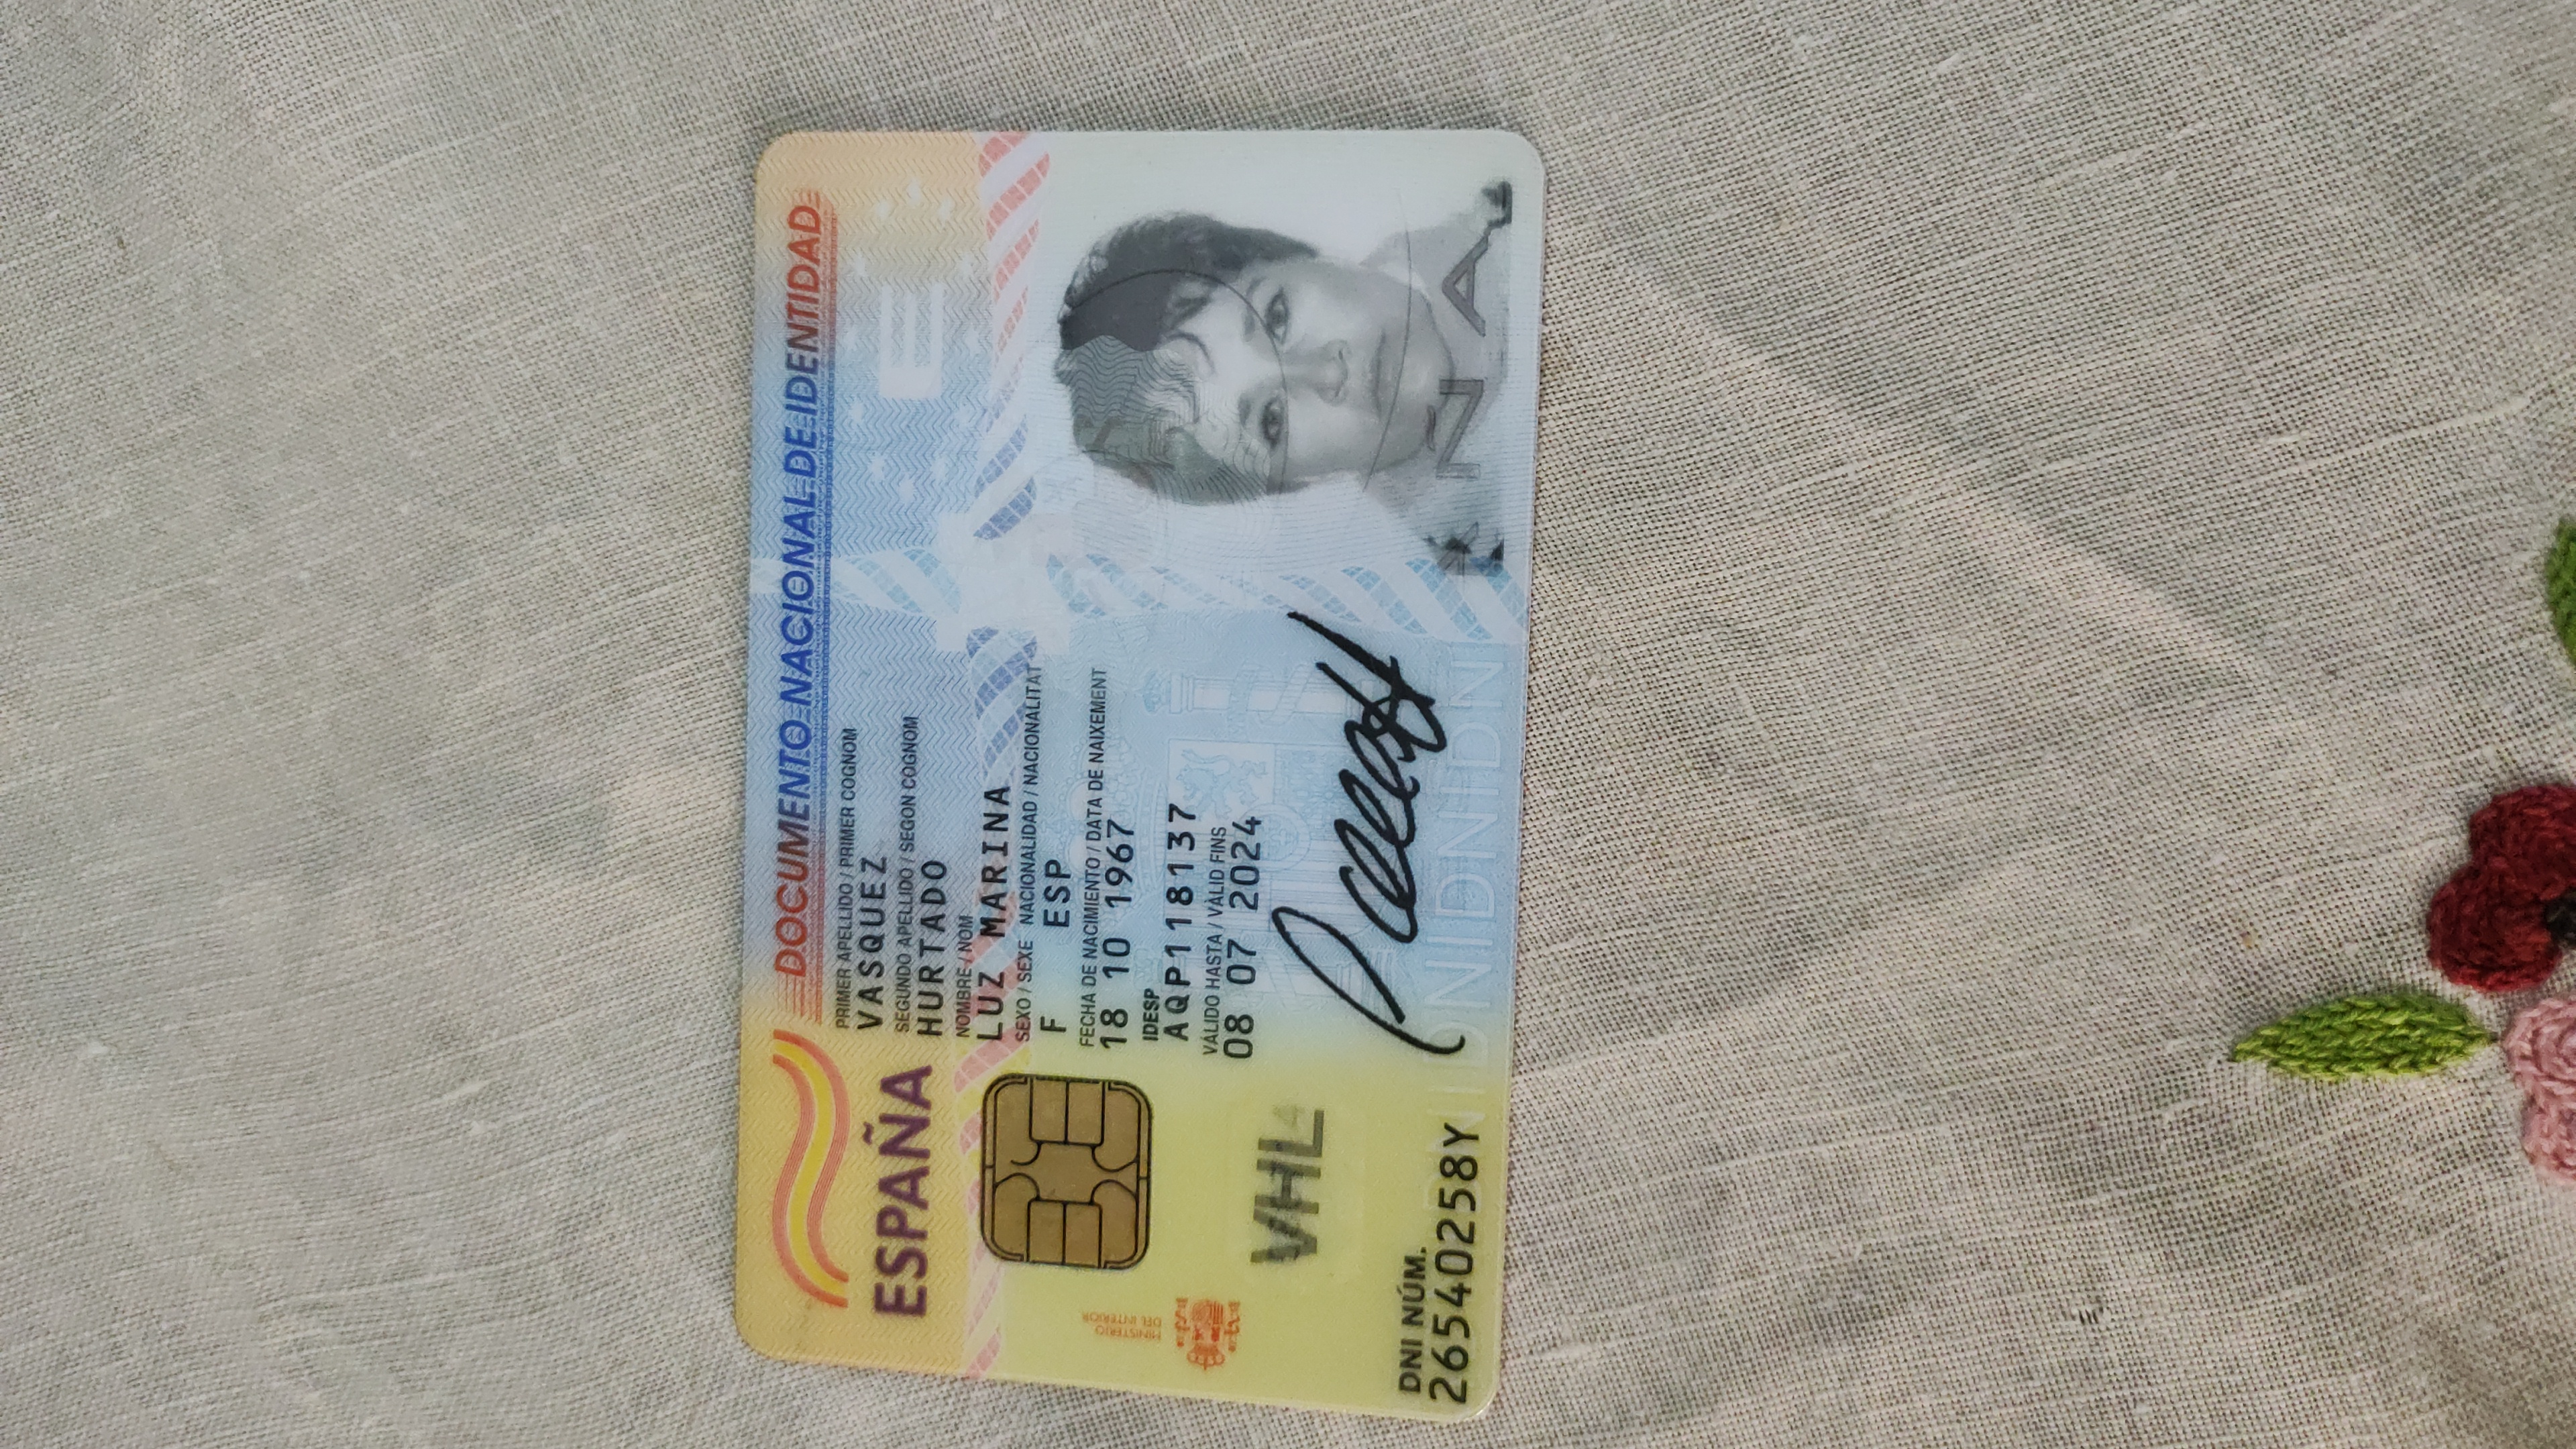 DOCUMENTO NACIONAL DE IDENTIDAD
ESPAÑA
PRIMER APELLIDO / PRIMER COGNOM
VASQUEZ
SEGUNDO APELLIDO / SEGON COGNOM
HURTADO
NOMBRE / NOM
LUZ MARINA
SEXO / SEXE NACIONALIDAD / NACIONALITAT
F ESP
FECHA DE NACIMIENTO / DATA DE NAIXEMENT
18 10 1967
IDESP
AQP118137
VÁLIDO HASTA / VÀLID FINS
08 07 2024
MINISTERIO
DEL INTERIOR
VHL
DNI NÚM.
26540258Y
DNIDNIDNIDN
E
ÑA